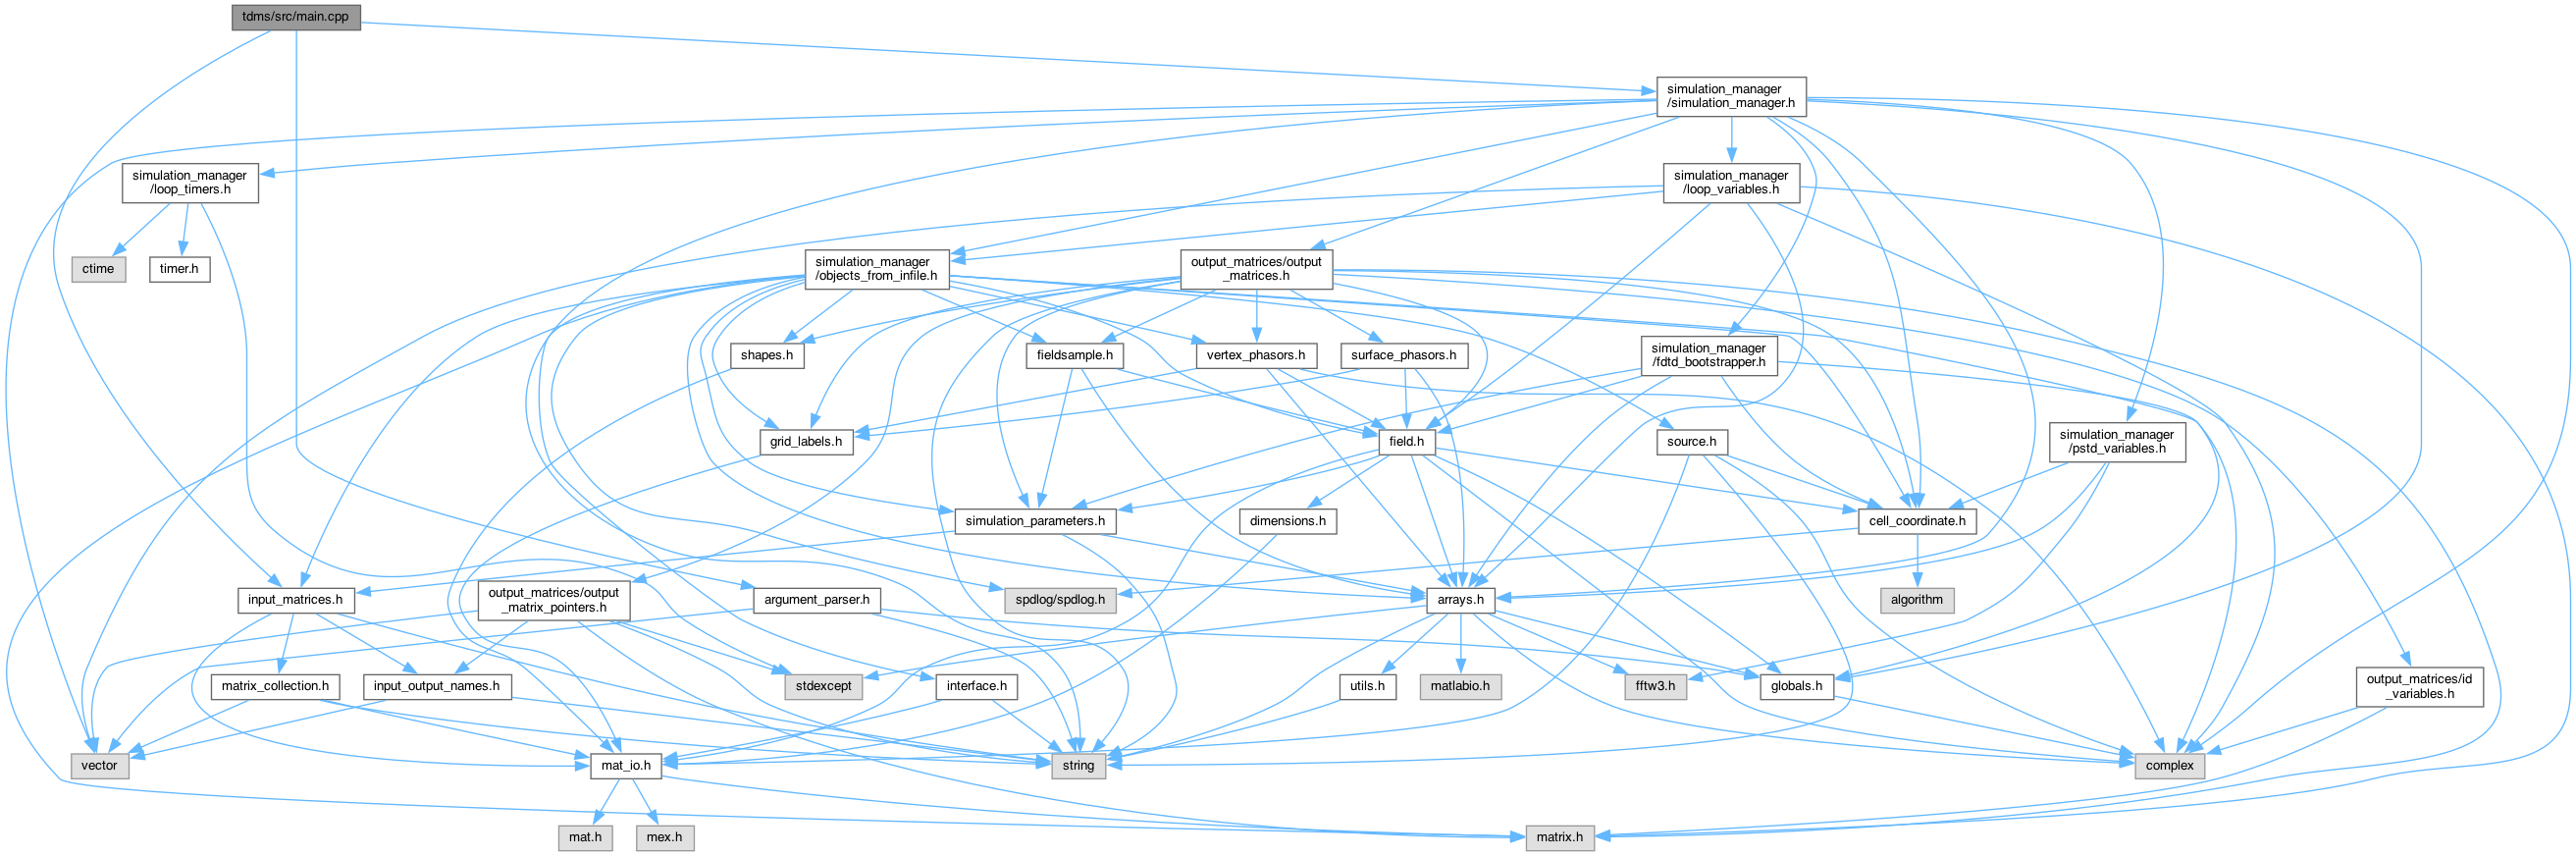 tdms/src/main.cpp
simulation_manager
/simulation_manager.h
simulation_manager
/loop_timers.h
simulation_manager
/loop_variables.h
ctime
timer.h
simulation_manager
/objects_from_infile.h
output_matrices/output
_matrices.h
shapes.h
fieldsample.h
vertex_phasors.h
surface_phasors.h
simulation_manager
/fdtd_bootstrapper.h
grid_labels.h
field.h
source.h
simulation_manager
/pstd_variables.h
simulation_parameters.h
dimensions.h
cell_coordinate.h
input_matrices.h
output_matrices/output
_matrix_pointers.h
argument_parser.h
spdlog/spdlog.h
arrays.h
algorithm
matrix_collection.h
input_output_names.h
stdexcept
interface.h
utils.h
matlabio.h
fftw3.h
globals.h
output_matrices/id
_variables.h
vector
mat_io.h
string
complex
mat.h
mex.h
matrix.h